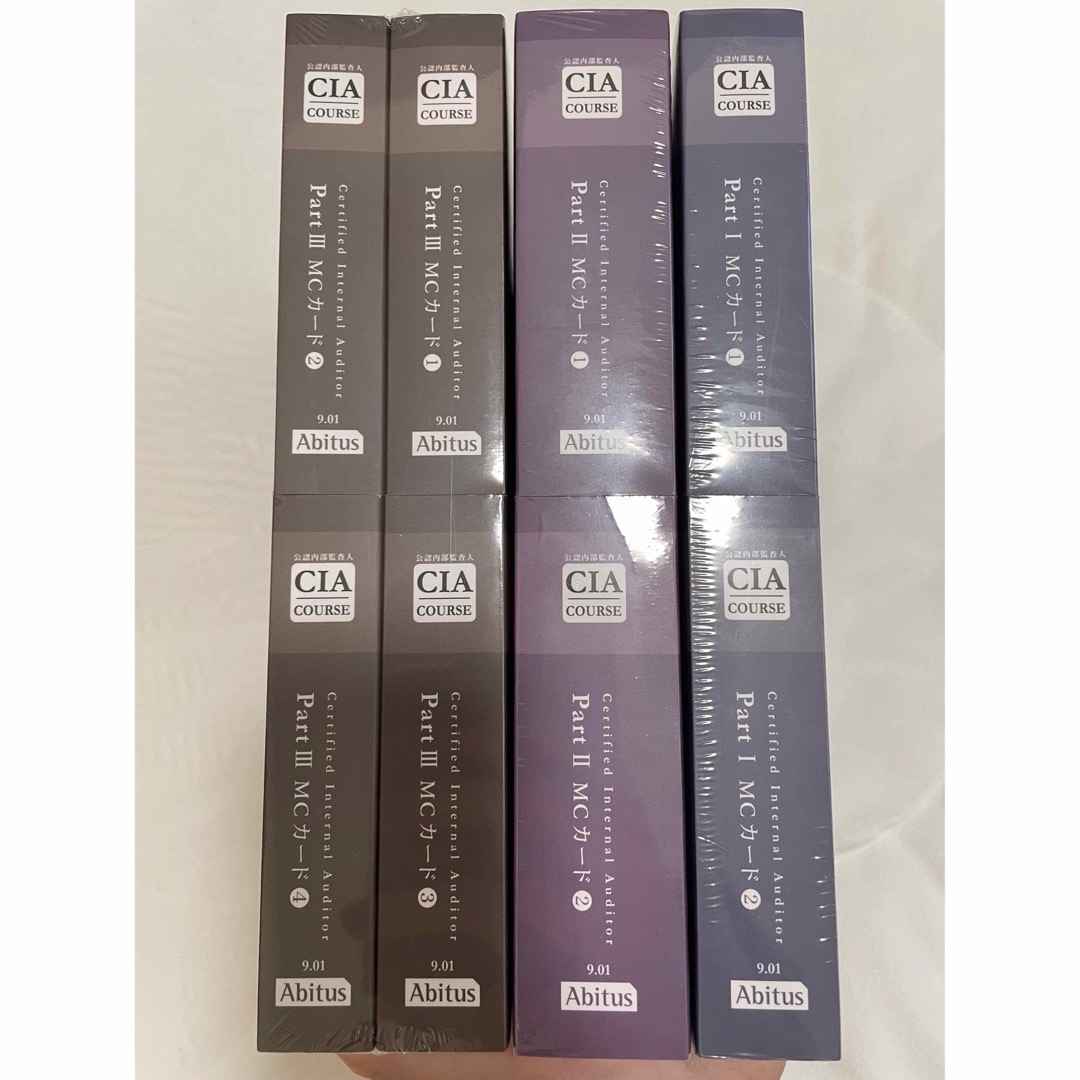 公認内部監査人
CIA
COURSE
Certified Internal Auditor
Part Ⅲ MCカード❷
9.01
Abitus
公認内部監査人
CIA
COURSE
Certified Internal Auditor
Part Ⅲ MCカード❶
9.01
Abitus
公認内部監査人
CIA
COURSE
Certified Internal Auditor
Part Ⅱ MCカード❶
9.01
Abitus
公認内部監査人
CIA
COURSE
Certified Internal Auditor
Part Ⅰ MCカード❶
9.01
Abitus
公認内部監査人
CIA
COURSE
Certified Internal Auditor
Part Ⅲ MCカード❹
9.01
Abitus
公認内部監査人
CIA
COURSE
Certified Internal Auditor
Part Ⅲ MCカード❸
9.01
Abitus
公認内部監査人
CIA
COURSE
Certified Internal Auditor
Part Ⅱ MCカード❷
9.01
Abitus
公認内部監査人
CIA
COURSE
Certified Internal Auditor
Part Ⅰ MCカード❷
9.01
Abitus